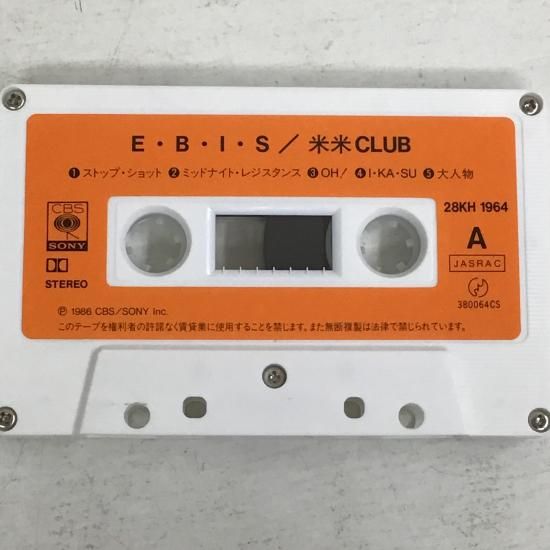 E・B・I・S／米米CLUB
❶ストップ・ショット ❷ミッドナイト・レジスタンス ❸OH! ❹I・KA・SU ❺大人物
CBS
SONY
28KH 1964
A
JASRAC
STEREO
380064CS
Ⓟ 1986 CBS/SONY Inc.
このテープを権利者の許諾なく賃貸業に使用することを禁じます。また無断複製は法律で禁じられています。